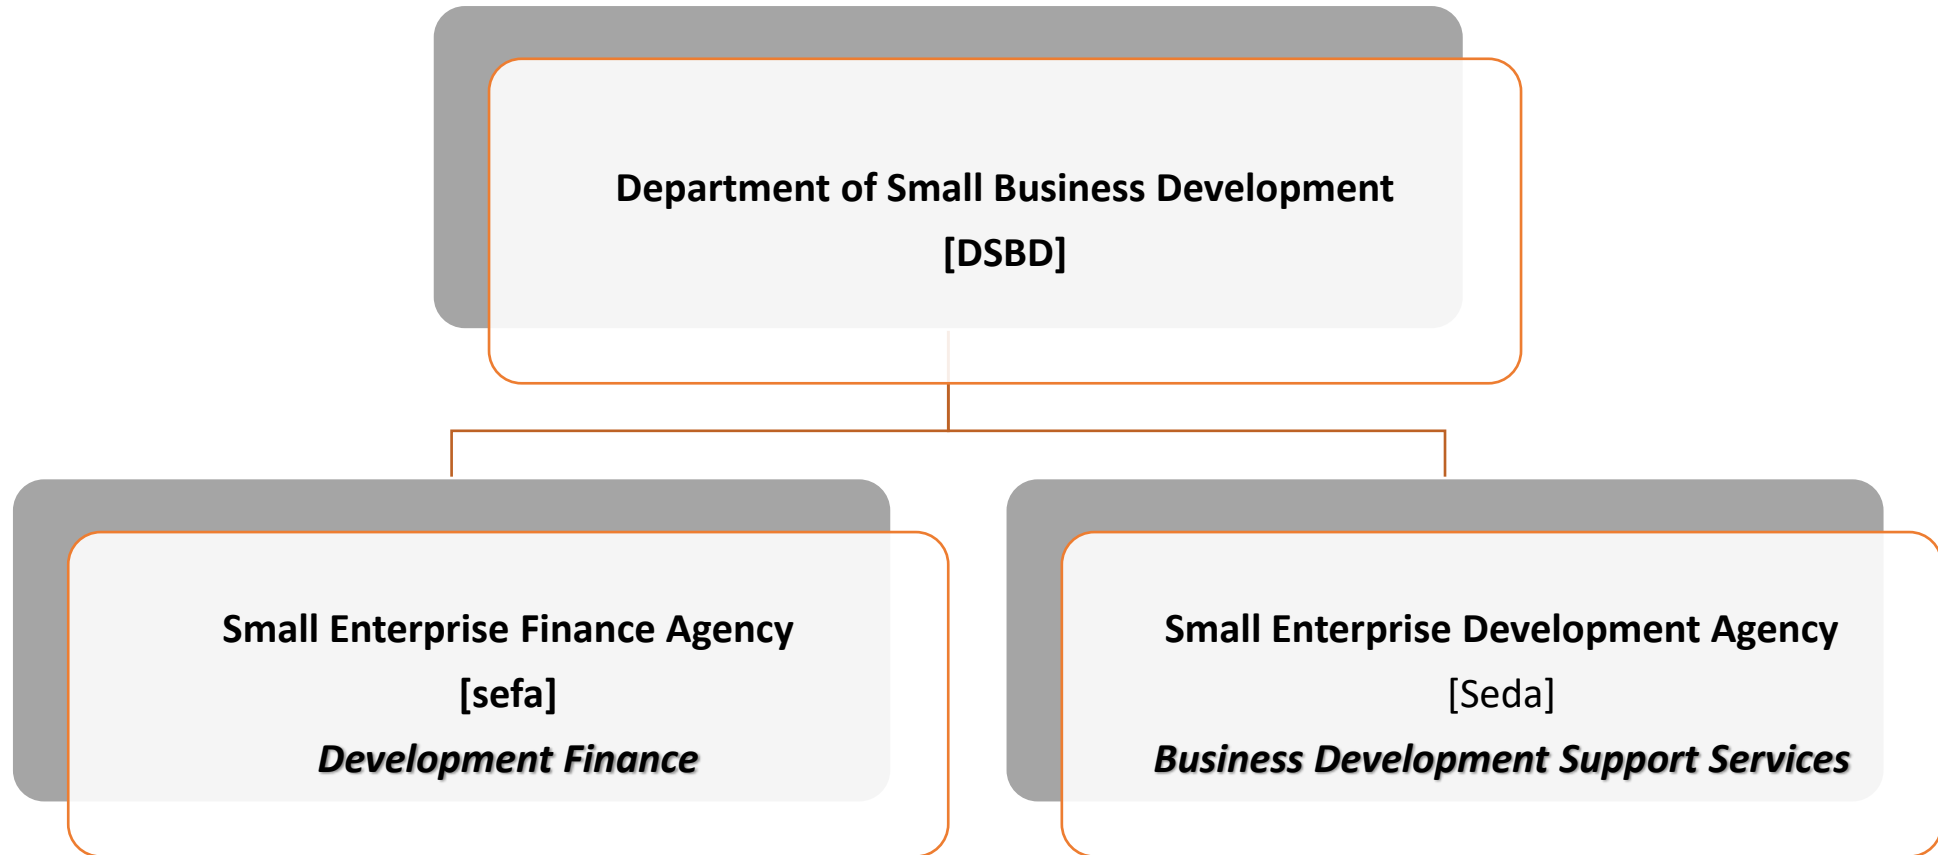 Department of Small Business Development
[DSBD]
Small Enterprise Finance Agency
[sefa]
Development Finance
Small Enterprise Development Agency
[Seda]
Business Development Support Services